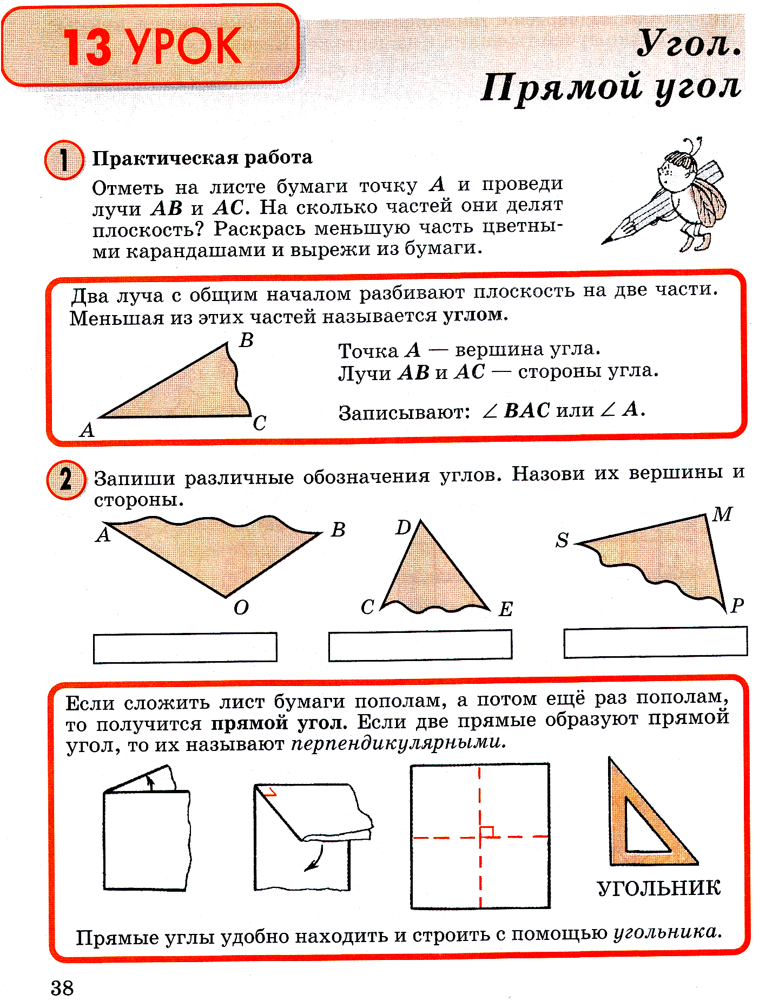 13 УРОК
Угол.
Прямой угол
1
Практическая работа
Отметь на листе бумаги точку A и проведи
лучи AB и AC. На сколько частей они делят
плоскость? Раскрась меньшую часть цветны-
ми карандашами и вырежи из бумаги.
Два луча с общим началом разбивают плоскость на две части.
Меньшая из этих частей называется углом.
B
A
C
Точка A — вершина угла.
Лучи AB и AC — стороны угла.
Записывают: ∠ BAC или ∠ A.
2
Запиши различные обозначения углов. Назови их вершины и
стороны.
A
B
O
D
C
E
S
M
P
Если сложить лист бумаги пополам, а потом ещё раз пополам,
то получится прямой угол. Если две прямые образуют прямой
угол, то их называют перпендикулярными.
УГОЛЬНИК
Прямые углы удобно находить и строить с помощью угольника.
38